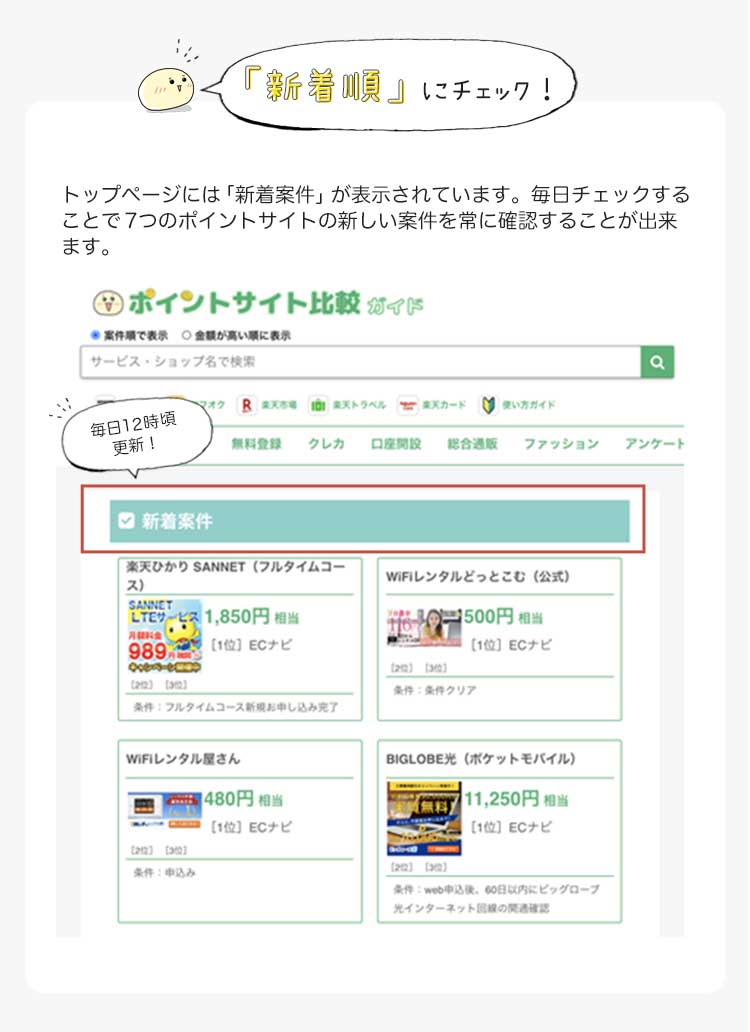 「新着順」にチェック！
トップページには「新着案件」が表示されています。毎日チェックする
ことで7つのポイントサイトの新しい案件を常に確認することが出来
ます。
ポイントサイト比較 ガイド
案件順で表示 金額が高い順に表示
サービス・ショップ名で検索
楽天市場 楽天トラベル 楽天カード 使い方ガイド
毎日12時頃
更新！
無料登録 クレカ 口座開設 総合通販 ファッション アンケート
新着案件
楽天ひかり SANNET（フルタイムコー
ス）
SANNET
LTEサービス
月額料金
989円
1,850円 相当
［1位］ECナビ
［2位］ ［3位］
条件：フルタイムコース新規お申し込み完了
WiFiレンタルどっとこむ（公式）
500円 相当
［1位］ECナビ
［2位］ ［3位］
条件：条件クリア
WiFiレンタル屋さん
480円 相当
［1位］ECナビ
［2位］ ［3位］
条件：申込み
BIGLOBE光（ポケットモバイル）
実質無料
11,250円 相当
［1位］ECナビ
［2位］ ［3位］
条件：web申込後、60日以内にビッグローブ
光インターネット回線の開通確認